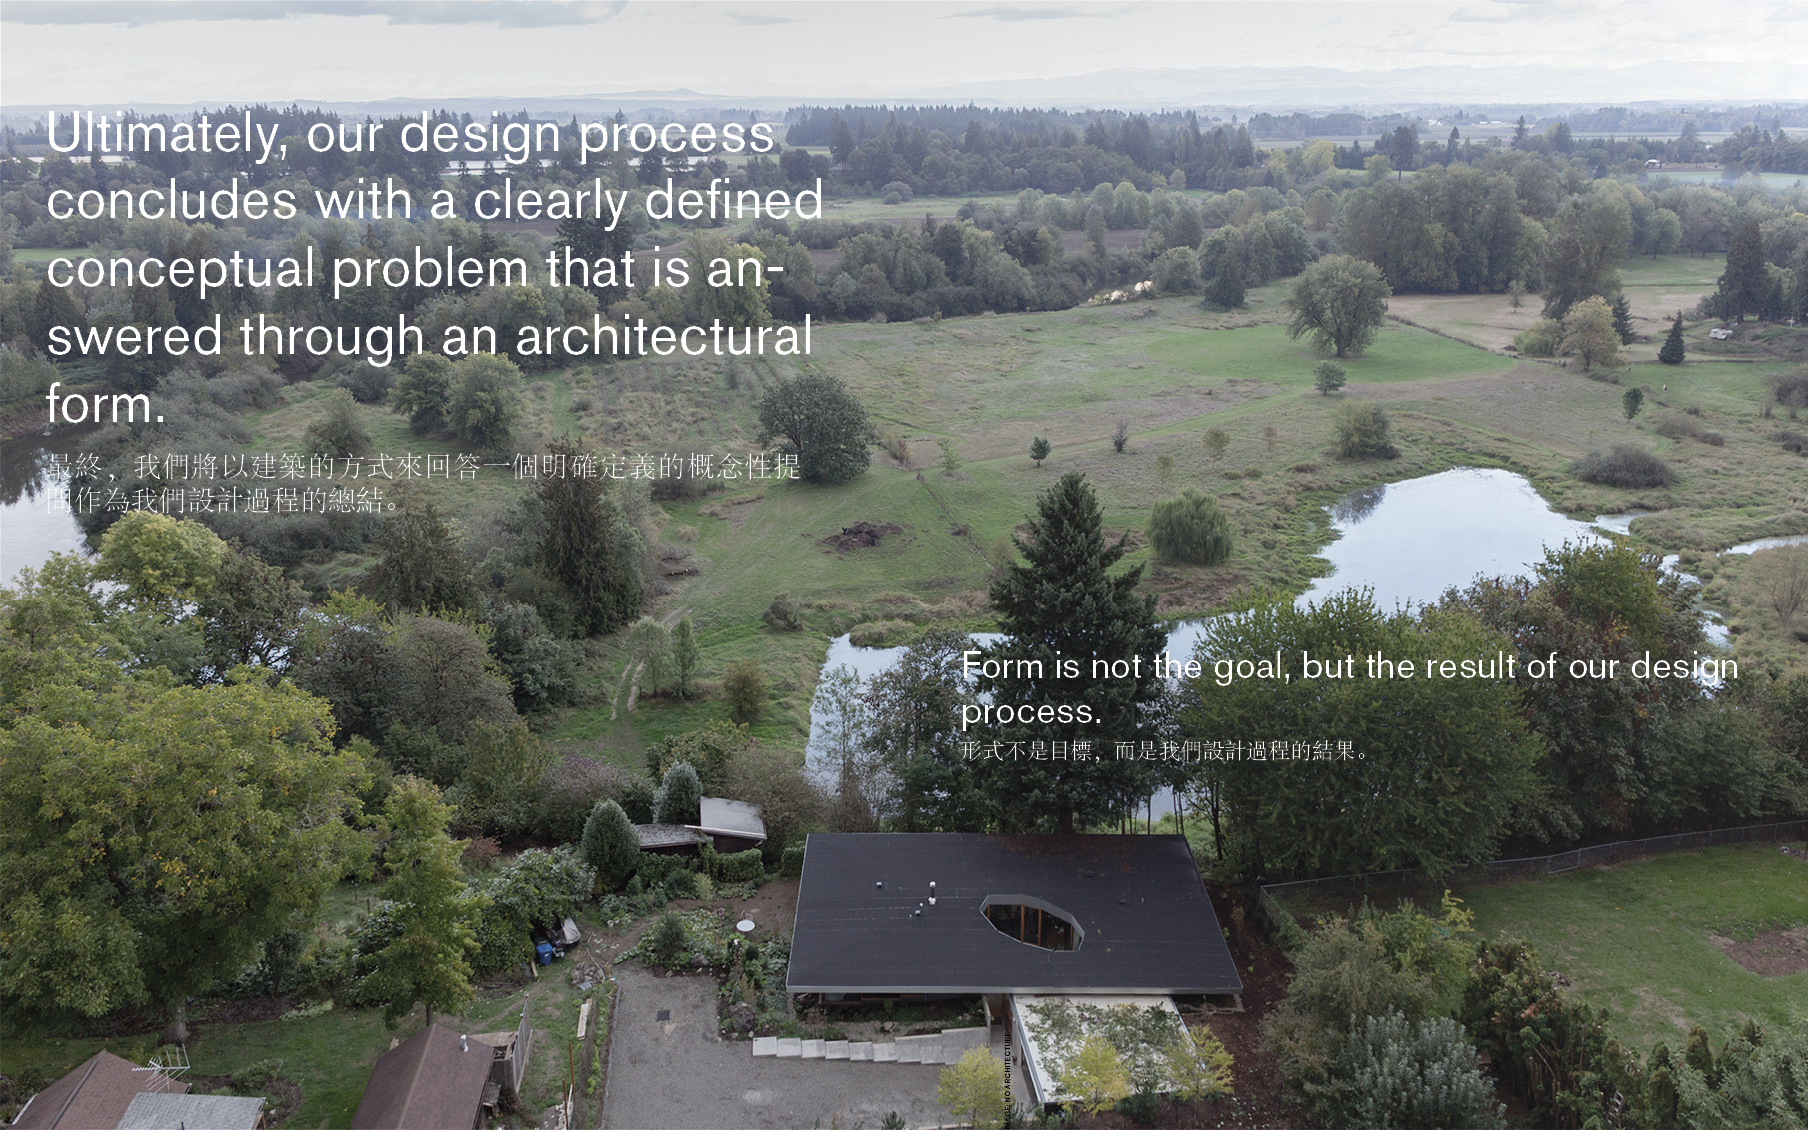 Ultimately, our design process
concludes with a clearly defined
conceptual problem that is an-
swered through an architectural
form.
最終，我們將以建築的方式來回答一個明確定義的概念性提
問作為我們設計過程的總結。
Form is not the goal, but the result of our design
process.
形式不是目標，而是我們設計過程的結果。
IMAGE: NO ARCHITECTURE